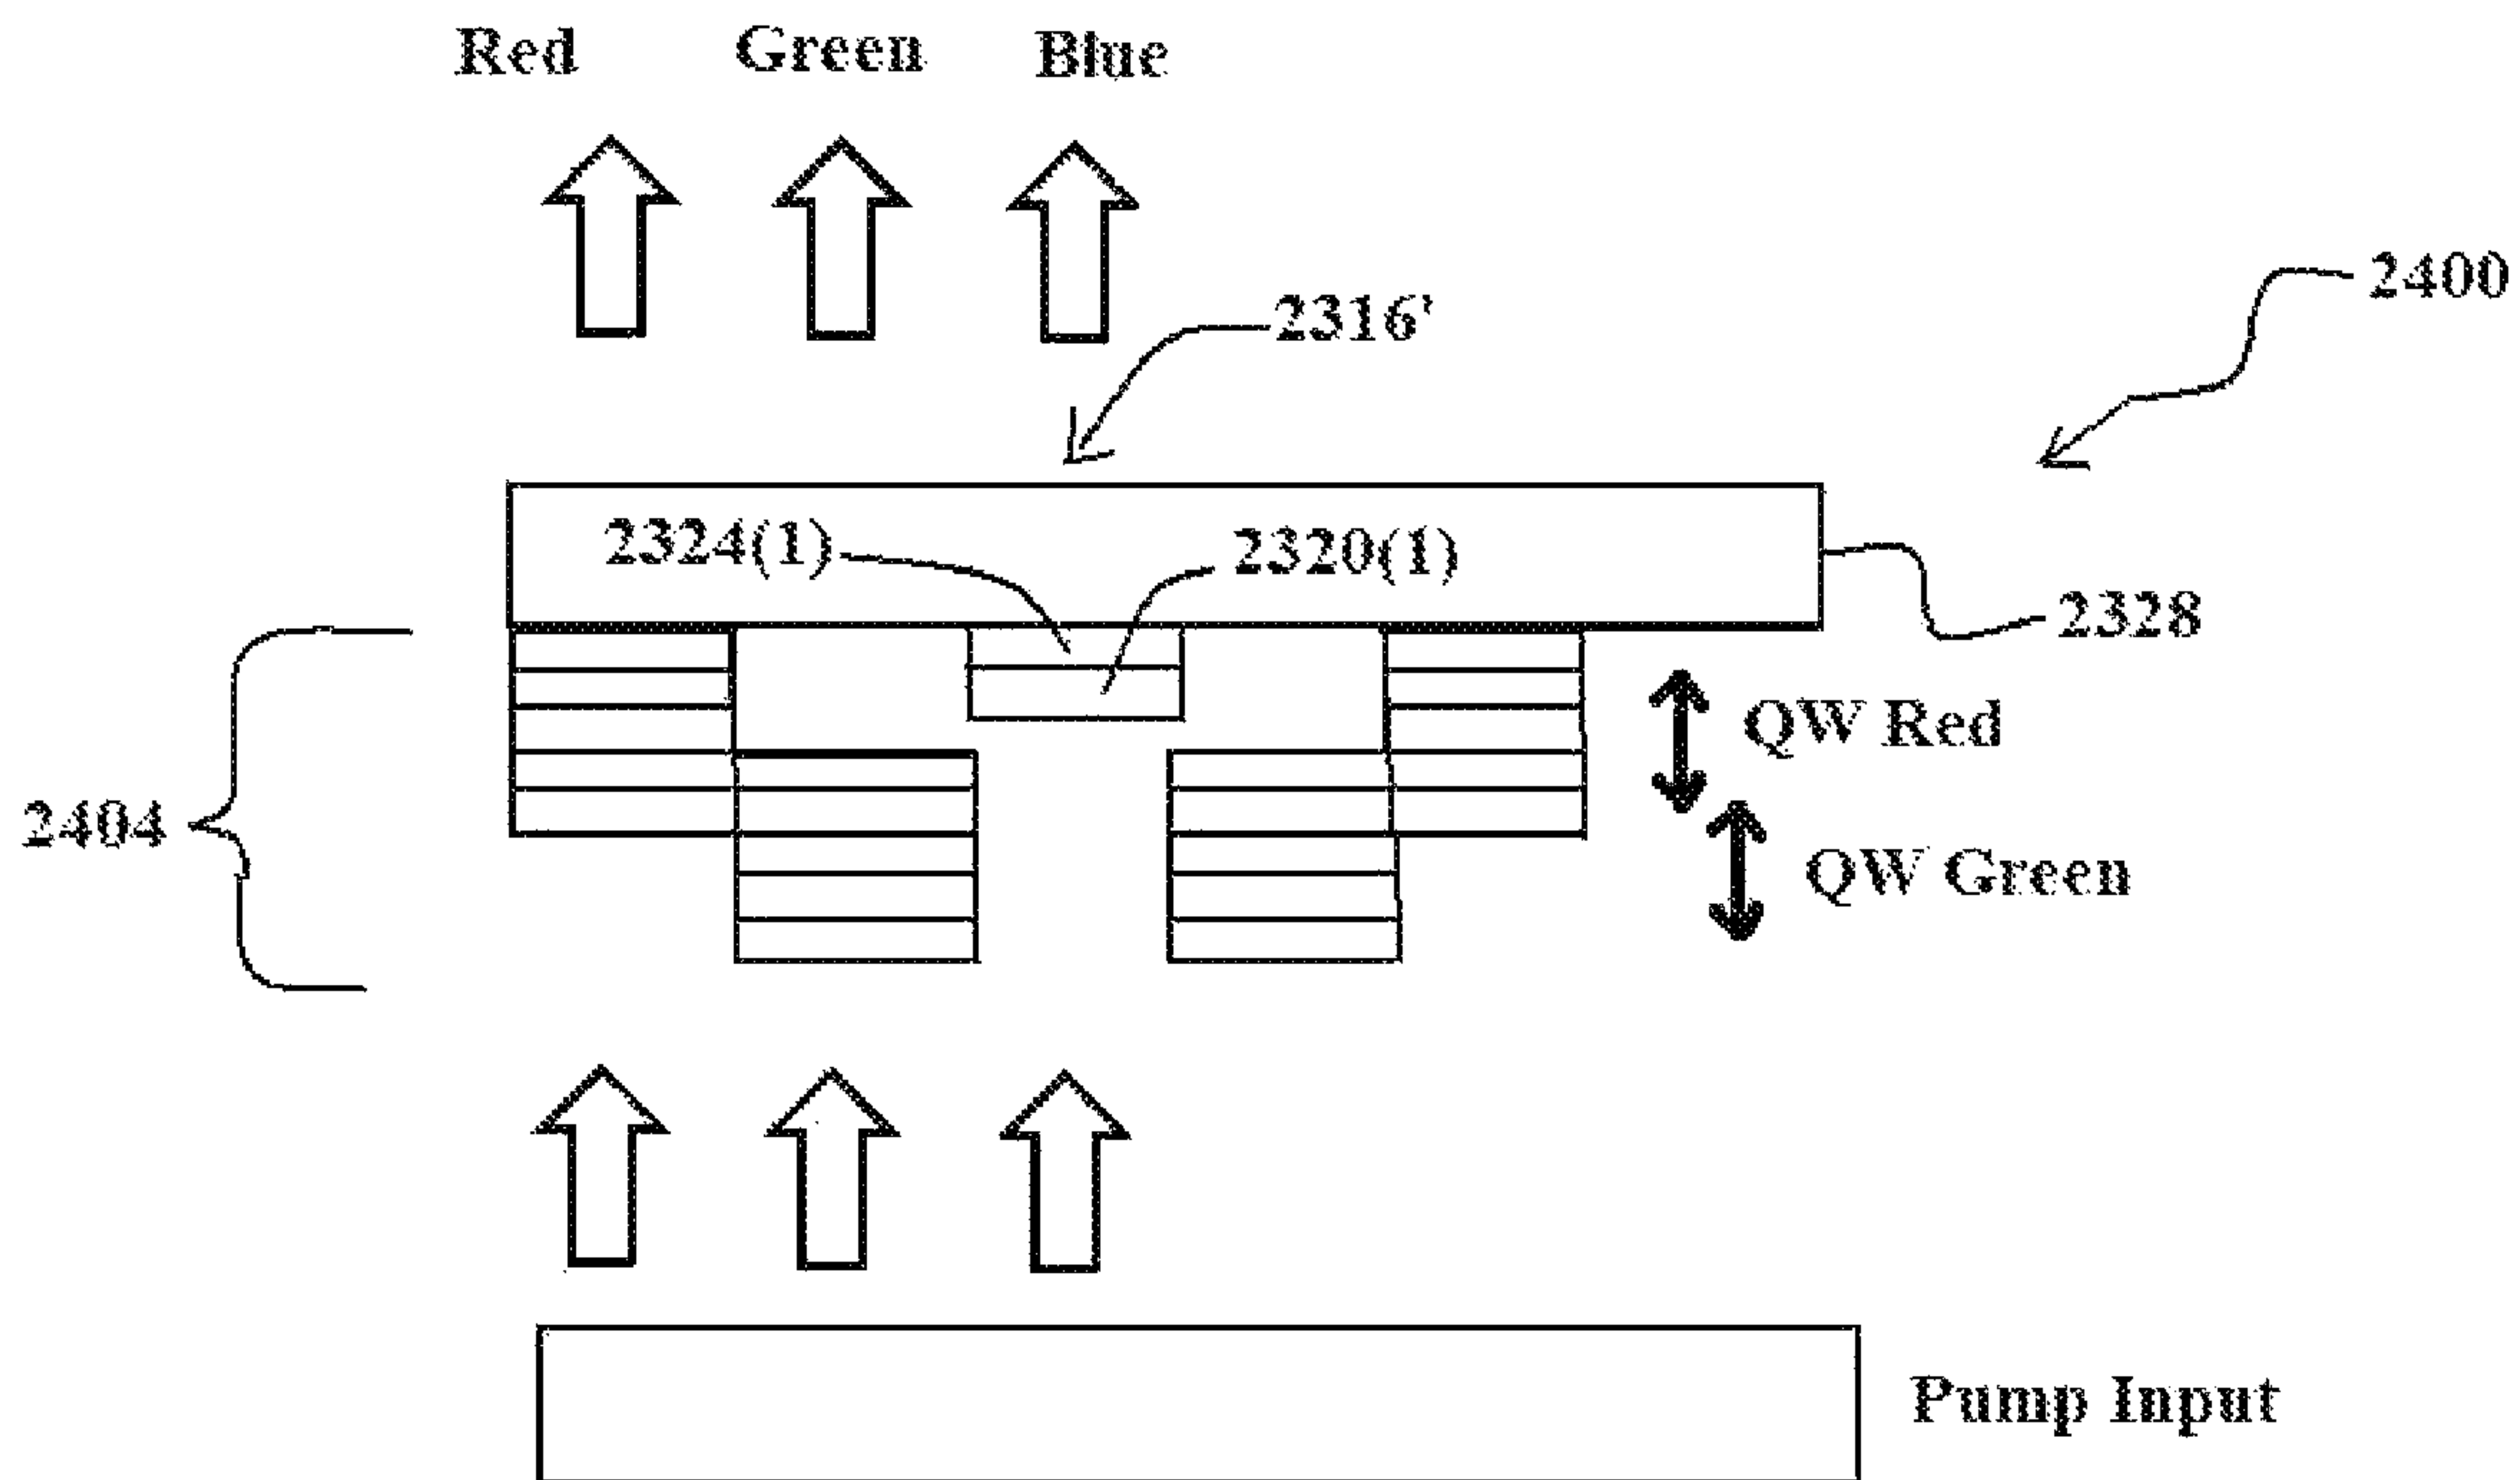 Red Green Blue
2400
2316'
2324(1) 2320(1)
2328
QW Red
2404
QW Green
Pump Input